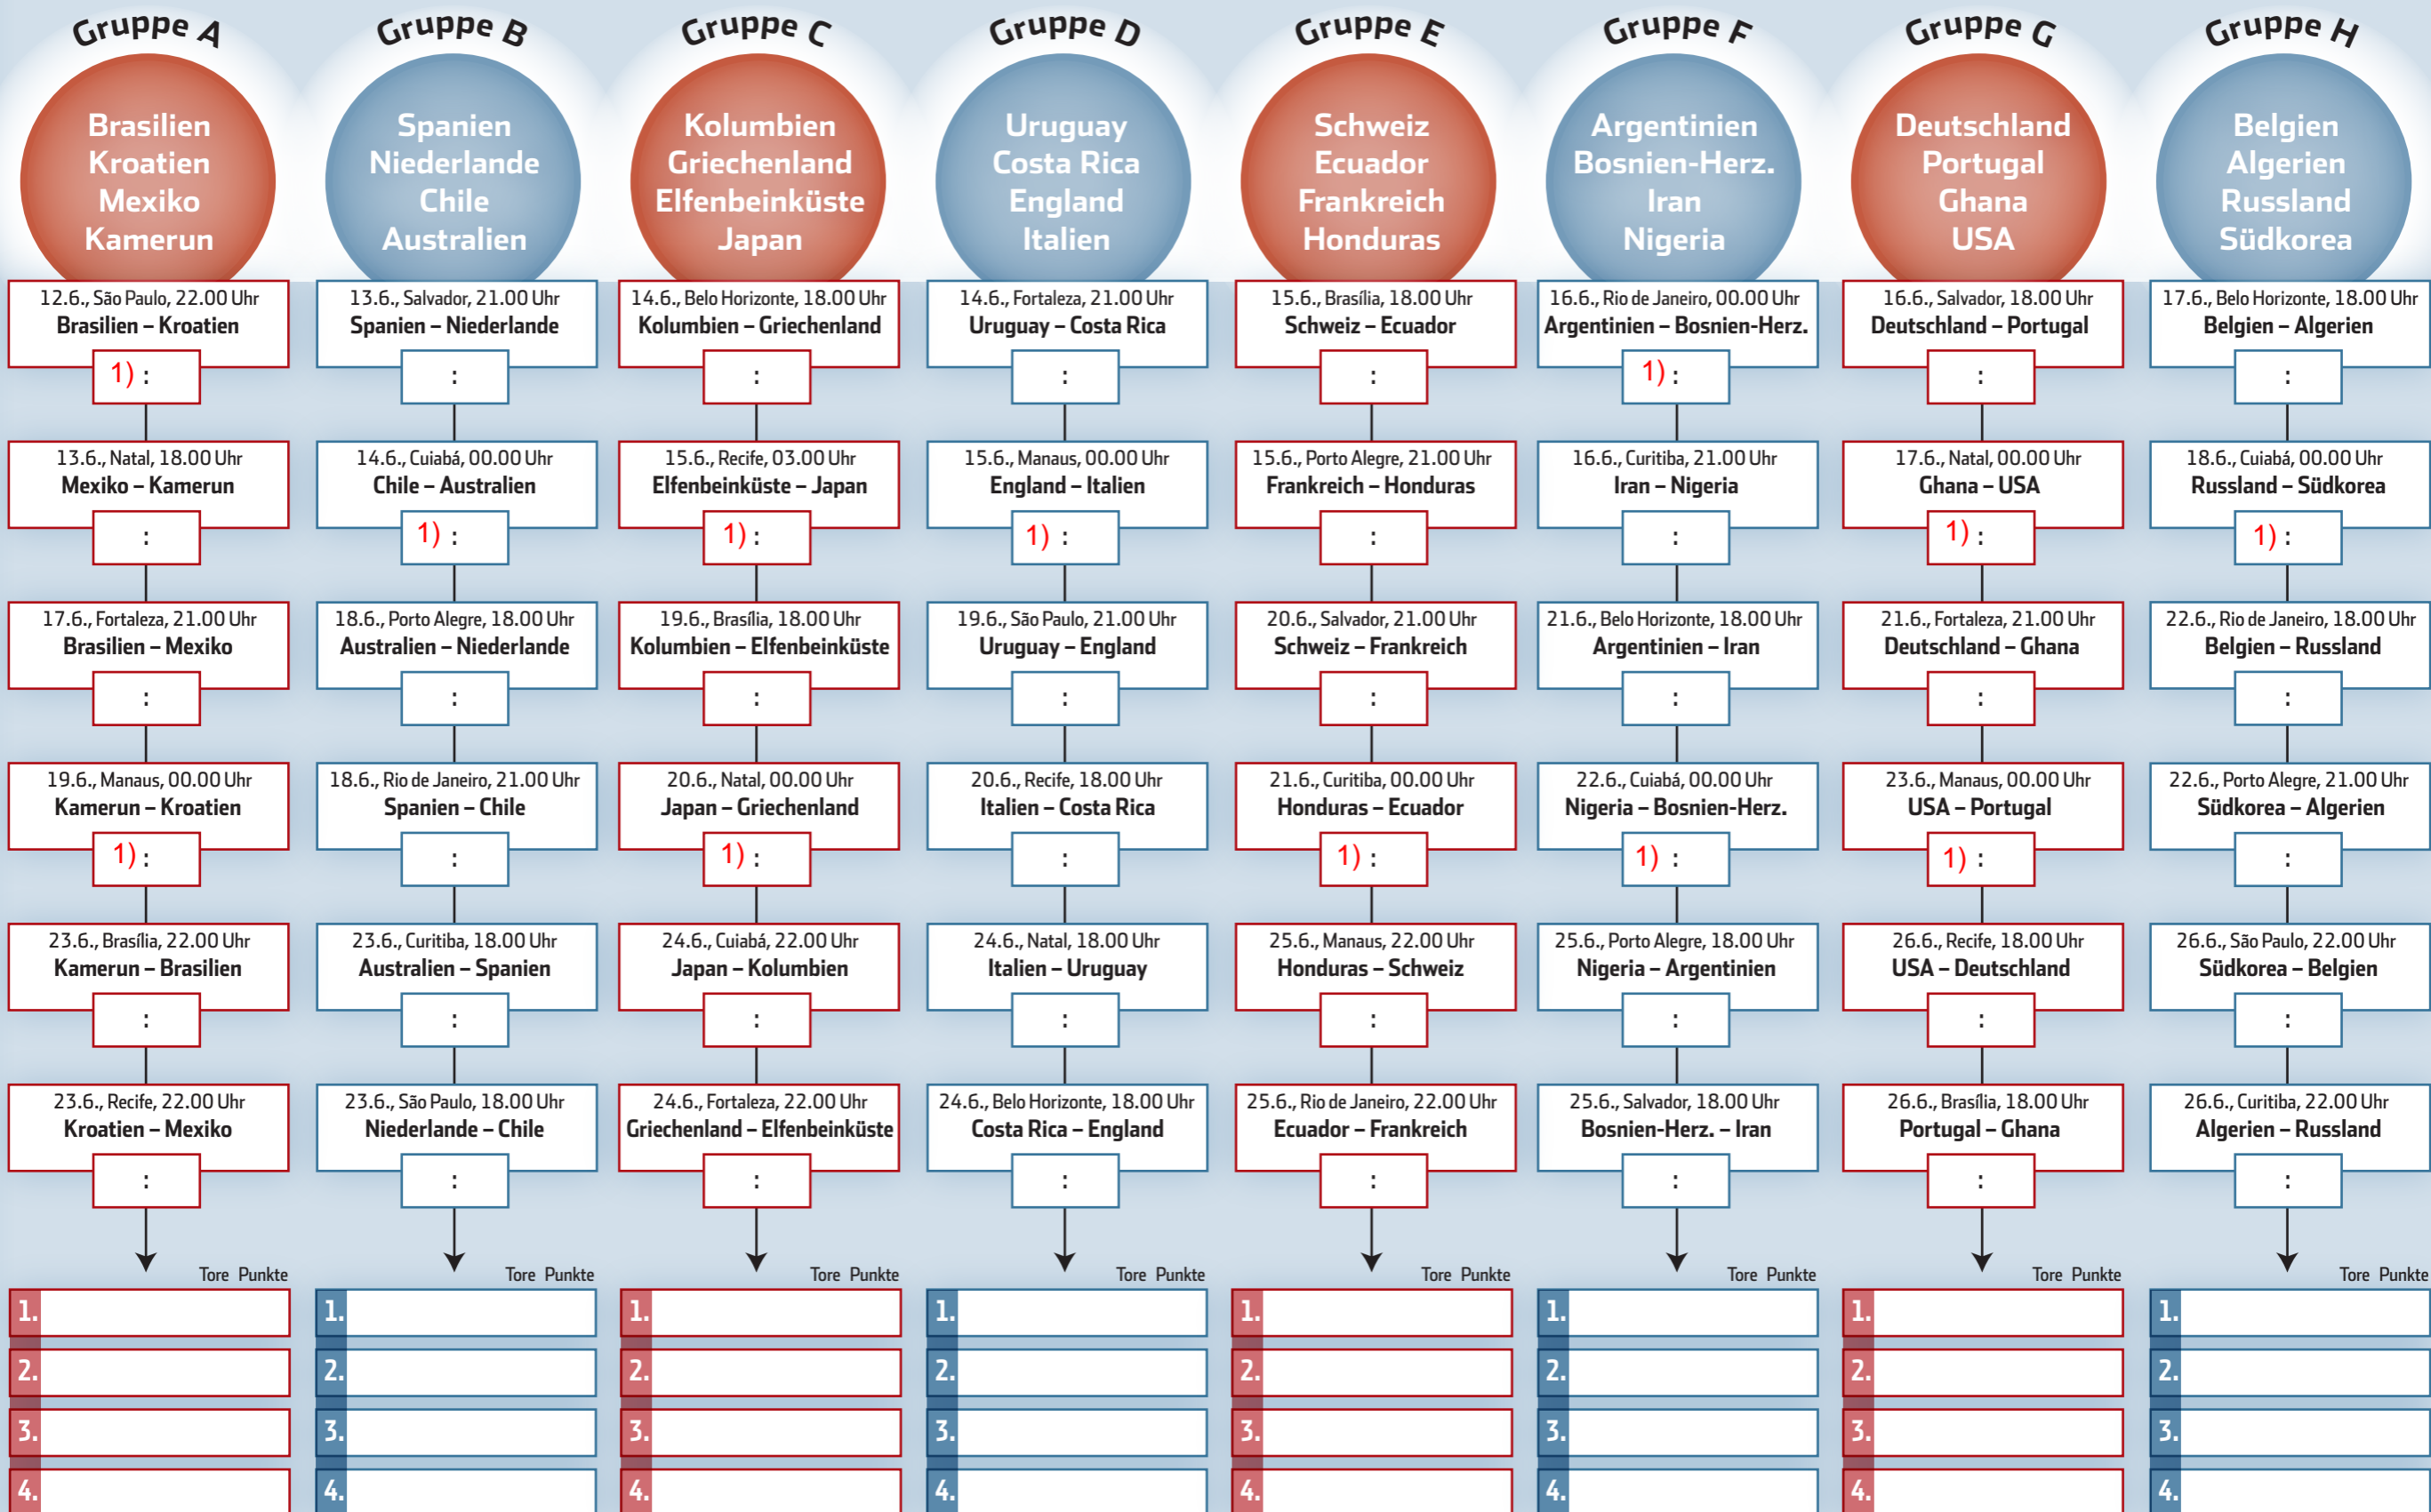 Gruppe A
Brasilien
Kroatien
Mexiko
Kamerun
12.6., São Paulo, 22.00 Uhr
Brasilien – Kroatien
1) :
13.6., Natal, 18.00 Uhr
Mexiko – Kamerun
:
17.6., Fortaleza, 21.00 Uhr
Brasilien – Mexiko
:
19.6., Manaus, 00.00 Uhr
Kamerun – Kroatien
1) :
23.6., Brasília, 22.00 Uhr
Kamerun – Brasilien
:
23.6., Recife, 22.00 Uhr
Kroatien – Mexiko
:
Tore Punkte
1.
2.
3.
4.
Gruppe B
Spanien
Niederlande
Chile
Australien
13.6., Salvador, 21.00 Uhr
Spanien – Niederlande
:
14.6., Cuiabá, 00.00 Uhr
Chile – Australien
1) :
18.6., Porto Alegre, 18.00 Uhr
Australien – Niederlande
:
18.6., Rio de Janeiro, 21.00 Uhr
Spanien – Chile
:
23.6., Curitiba, 18.00 Uhr
Australien – Spanien
:
23.6., São Paulo, 18.00 Uhr
Niederlande – Chile
:
Tore Punkte
1.
2.
3.
4.
Gruppe C
Kolumbien
Griechenland
Elfenbeinküste
Japan
14.6., Belo Horizonte, 18.00 Uhr
Kolumbien – Griechenland
:
15.6., Recife, 03.00 Uhr
Elfenbeinküste – Japan
1) :
19.6., Brasília, 18.00 Uhr
Kolumbien – Elfenbeinküste
:
20.6., Natal, 00.00 Uhr
Japan – Griechenland
1) :
24.6., Cuiabá, 22.00 Uhr
Japan – Kolumbien
:
24.6., Fortaleza, 22.00 Uhr
Griechenland – Elfenbeinküste
:
Tore Punkte
1.
2.
3.
4.
Gruppe D
Uruguay
Costa Rica
England
Italien
14.6., Fortaleza, 21.00 Uhr
Uruguay – Costa Rica
:
15.6., Manaus, 00.00 Uhr
England – Italien
1) :
19.6., São Paulo, 21.00 Uhr
Uruguay – England
:
20.6., Recife, 18.00 Uhr
Italien – Costa Rica
:
24.6., Natal, 18.00 Uhr
Italien – Uruguay
:
24.6., Belo Horizonte, 18.00 Uhr
Costa Rica – England
:
Tore Punkte
1.
2.
3.
4.
Gruppe E
Schweiz
Ecuador
Frankreich
Honduras
15.6., Brasília, 18.00 Uhr
Schweiz – Ecuador
:
15.6., Porto Alegre, 21.00 Uhr
Frankreich – Honduras
:
20.6., Salvador, 21.00 Uhr
Schweiz – Frankreich
:
21.6., Curitiba, 00.00 Uhr
Honduras – Ecuador
1) :
25.6., Manaus, 22.00 Uhr
Honduras – Schweiz
:
25.6., Rio de Janeiro, 22.00 Uhr
Ecuador – Frankreich
:
Tore Punkte
1.
2.
3.
4.
Gruppe F
Argentinien
Bosnien-Herz.
Iran
Nigeria
16.6., Rio de Janeiro, 00.00 Uhr
Argentinien – Bosnien-Herz.
1) :
16.6., Curitiba, 21.00 Uhr
Iran – Nigeria
:
21.6., Belo Horizonte, 18.00 Uhr
Argentinien – Iran
:
22.6., Cuiabá, 00.00 Uhr
Nigeria – Bosnien-Herz.
1) :
25.6., Porto Alegre, 18.00 Uhr
Nigeria – Argentinien
:
25.6., Salvador, 18.00 Uhr
Bosnien-Herz. – Iran
:
Tore Punkte
1.
2.
3.
4.
Gruppe G
Deutschland
Portugal
Ghana
USA
16.6., Salvador, 18.00 Uhr
Deutschland – Portugal
:
17.6., Natal, 00.00 Uhr
Ghana – USA
1) :
21.6., Fortaleza, 21.00 Uhr
Deutschland – Ghana
:
23.6., Manaus, 00.00 Uhr
USA – Portugal
1) :
26.6., Recife, 18.00 Uhr
USA – Deutschland
:
26.6., Brasília, 18.00 Uhr
Portugal – Ghana
:
Tore Punkte
1.
2.
3.
4.
Gruppe H
Belgien
Algerien
Russland
Südkorea
17.6., Belo Horizonte, 18.00 Uhr
Belgien – Algerien
:
18.6., Cuiabá, 00.00 Uhr
Russland – Südkorea
1) :
22.6., Rio de Janeiro, 18.00 Uhr
Belgien – Russland
:
22.6., Porto Alegre, 21.00 Uhr
Südkorea – Algerien
:
26.6., São Paulo, 22.00 Uhr
Südkorea – Belgien
:
26.6., Curitiba, 22.00 Uhr
Algerien – Russland
:
Tore Punkte
1.
2.
3.
4.